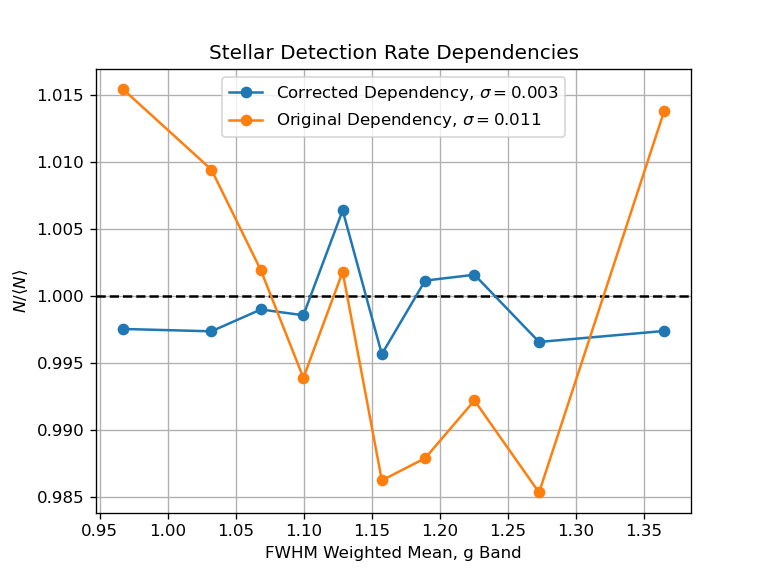 Stellar Detection Rate Dependencies
Corrected Dependency, σ = 0.003
Original Dependency, σ = 0.011
N/⟨N⟩
1.015
1.010
1.005
1.000
0.995
0.990
0.985
0.95 1.00 1.05 1.10 1.15 1.20 1.25 1.30 1.35
FWHM Weighted Mean, g Band